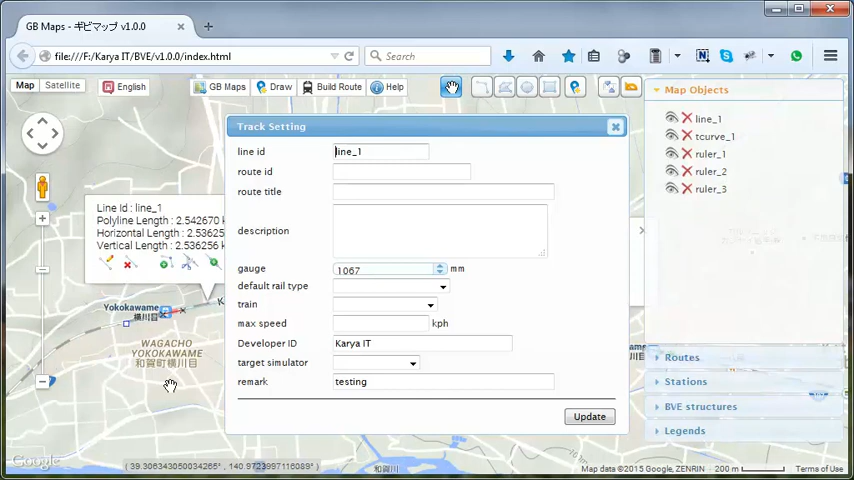 GB Maps - ギビマップ v1.0.0
file:///F:/Karya IT/BVE/v1.0.0/index.html
Search
Map
Satellite
English
GB Maps
Draw
Build Route
Help
Map Objects
line_1
tcurve_1
ruler_1
ruler_2
ruler_3
Track Setting
line id
line_1
route id
route title
description
gauge
1067
mm
default rail type
train
max speed
kph
Developer ID
Karya IT
target simulator
remark
testing
Update
Line Id : line_1
Polyline Length : 2.542670
Horizontal Length : 2.53625
Vertical Length : 2.536256
Yokokawame
横川目
WAGACHO
YOKOKAWAME
和賀町横川目
Routes
Stations
BVE structures
Legends
Google
( 39.306343050034265°, 140.9723997116089° )
和賀川
Map data ©2015 Google, ZENRIN
200 m
Terms of Use